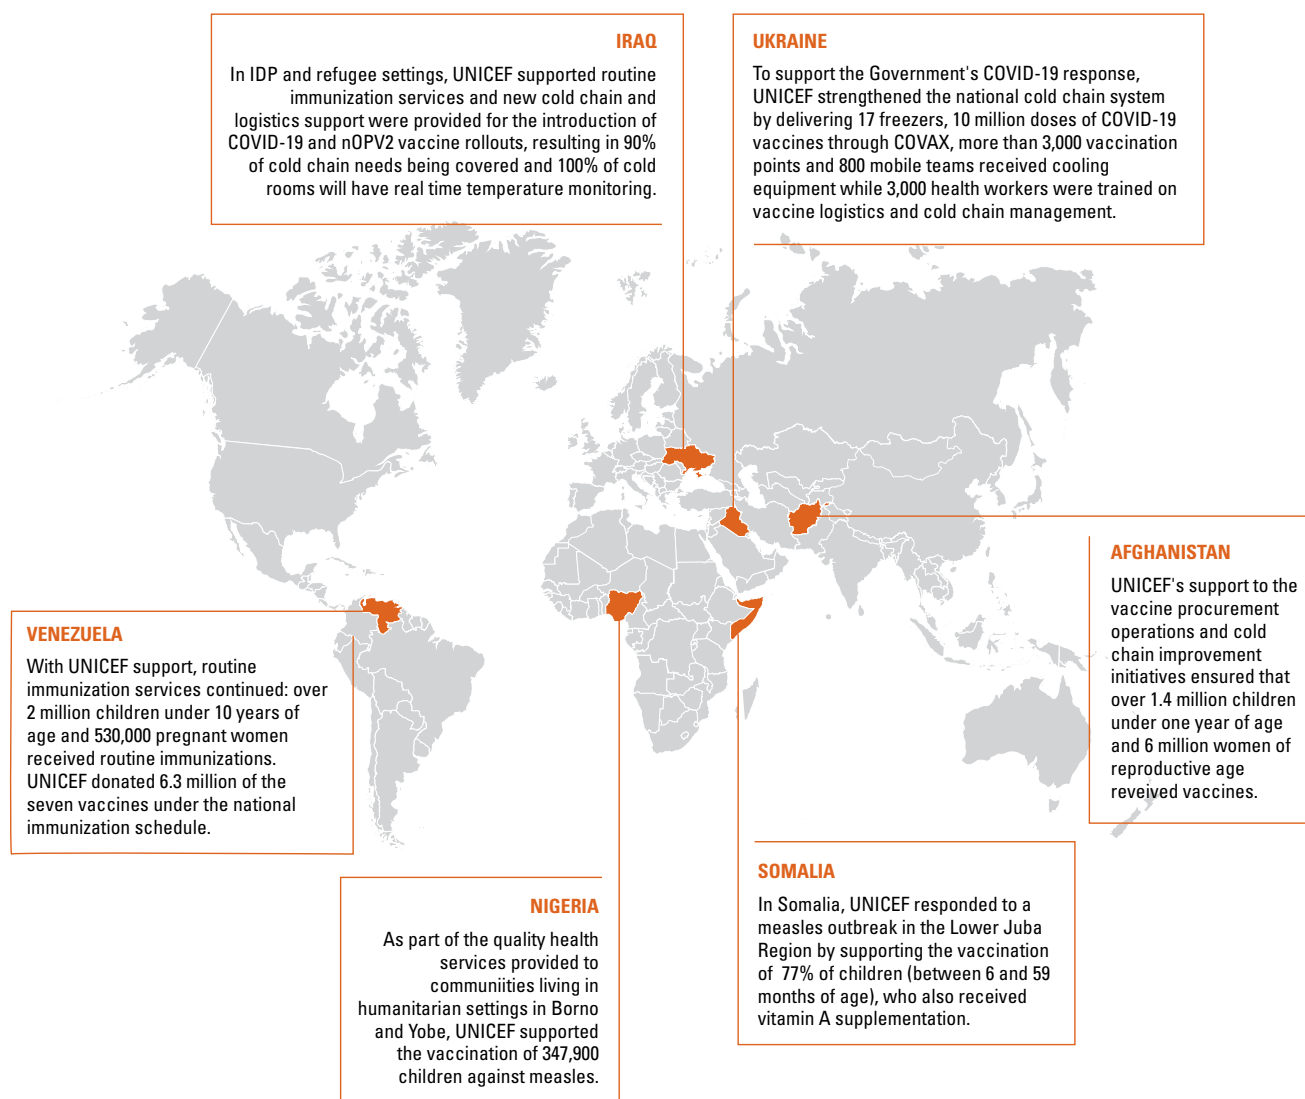 IRAQ
In IDP and refugee settings, UNICEF supported routine
immunization services and new cold chain and
logistics support were provided for the introduction of
COVID-19 and nOPV2 vaccine rollouts, resulting in 90%
of cold chain needs being covered and 100% of cold
rooms will have real time temperature monitoring.
UKRAINE
To support the Government's COVID-19 response,
UNICEF strengthened the national cold chain system
by delivering 17 freezers, 10 million doses of COVID-19
vaccines through COVAX, more than 3,000 vaccination
points and 800 mobile teams received cooling
equipment while 3,000 health workers were trained on
vaccine logistics and cold chain management.
AFGHANISTAN
UNICEF's support to the
vaccine procurement
operations and cold
chain improvement
initiatives ensured that
over 1.4 million children
under one year of age
and 6 million women of
reproductive age
reveived vaccines.
VENEZUELA
With UNICEF support, routine
immunization services continued: over
2 million children under 10 years of
age and 530,000 pregnant women
received routine immunizations.
UNICEF donated 6.3 million of the
seven vaccines under the national
immunization schedule.
NIGERIA
As part of the quality health
services provided to
communiities living in
humanitarian settings in Borno
and Yobe, UNICEF supported
the vaccination of 347,900
children against measles.
SOMALIA
In Somalia, UNICEF responded to a
measles outbreak in the Lower Juba
Region by supporting the vaccination
of 77% of children (between 6 and 59
months of age), who also received
vitamin A supplementation.